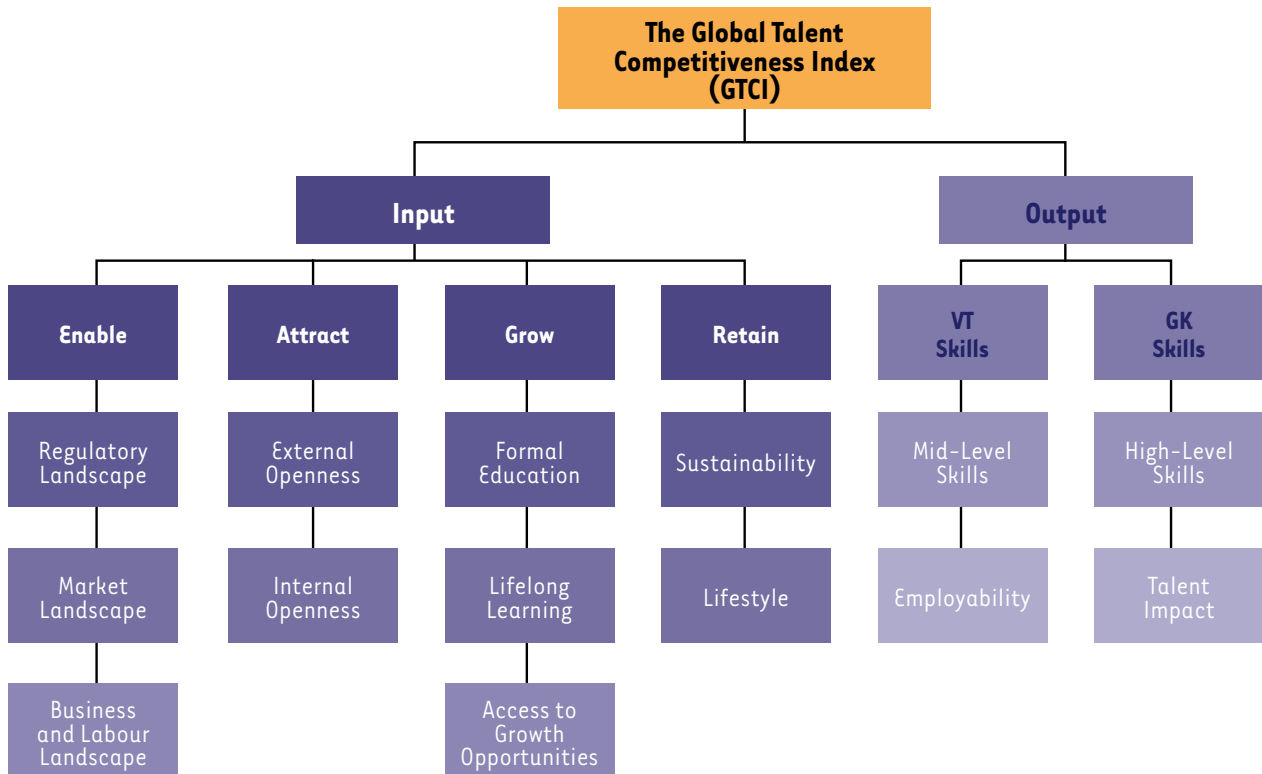 The Global Talent
Competitiveness Index
(GTCI)
Input
Output
Enable
Attract
Grow
Retain
VT
Skills
GK
Skills
Regulatory
Landscape
External
Openness
Formal
Education
Sustainability
Mid-Level
Skills
High-Level
Skills
Market
Landscape
Internal
Openness
Lifelong
Learning
Lifestyle
Employability
Talent
Impact
Business
and Labour
Landscape
Access to
Growth
Opportunities